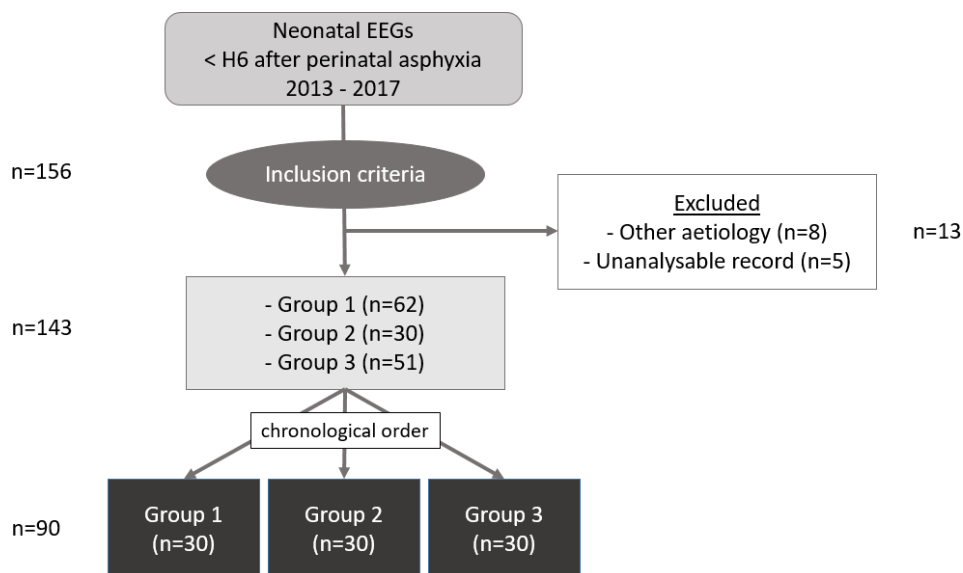 Neonatal EEGs
< H6 after perinatal asphyxia
2013 - 2017
n=156
Inclusion criteria
Excluded
- Other aetiology (n=8)
- Unanalysable record (n=5)
n=13
n=143
- Group 1 (n=62)
- Group 2 (n=30)
- Group 3 (n=51)
chronological order
n=90
Group 1
(n=30)
Group 2
(n=30)
Group 3
(n=30)